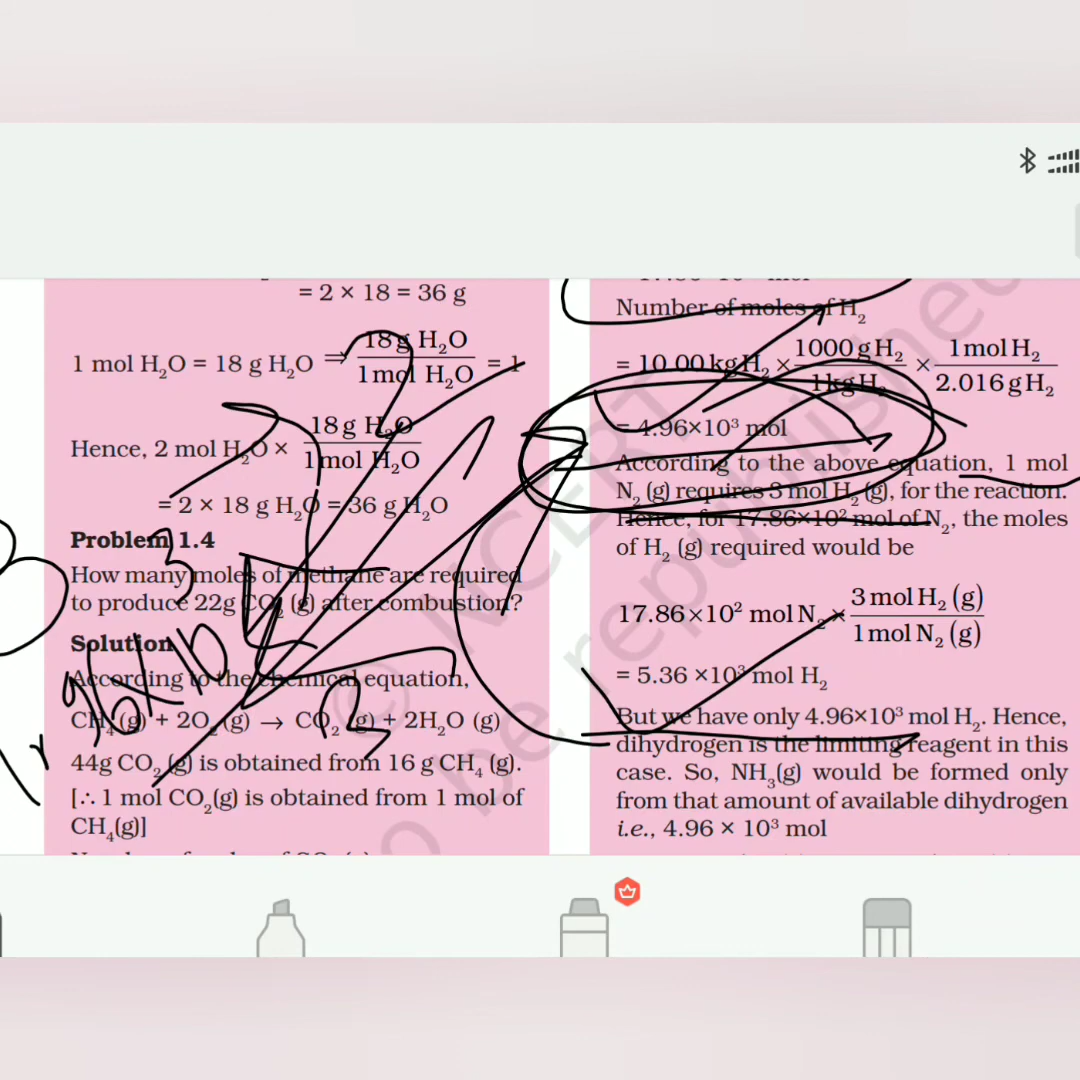 = 2 × 18 = 36 g
1 mol H₂O = 18 g H₂O ⇒ 18g H₂O / 1mol H₂O = 1
Hence, 2 mol H₂O × 18g H₂O / 1mol H₂O
= 2 × 18 g H₂O = 36 g H₂O
Problem 1.4
How many moles of methane are required
to produce 22g CO₂ (g) after combustion?
Solution
According to the chemical equation,
CH₄ (g) + 2O₂ (g) → CO₂ (g) + 2H₂O (g)
44g CO₂ (g) is obtained from 16 g CH₄ (g).
[∴ 1 mol CO₂(g) is obtained from 1 mol of
CH₄(g)]
Number of moles of H₂
= 10.00 kg H₂ × 1000 g H₂ / 1 kg H₂ × 1 mol H₂ / 2.016 g H₂
= 4.96×10³ mol
According to the above equation, 1 mol
N₂ (g) requires 3 mol H₂ (g), for the reaction.
Hence, for 17.86×10² mol of N₂, the moles
of H₂ (g) required would be
17.86×10² mol N₂ × 3 mol H₂ (g) / 1 mol N₂ (g)
= 5.36 ×10³ mol H₂
But we have only 4.96×10³ mol H₂. Hence,
dihydrogen is the limiting reagent in this
case. So, NH₃(g) would be formed only
from that amount of available dihydrogen
i.e., 4.96 × 10³ mol
© NCERT
o be republished